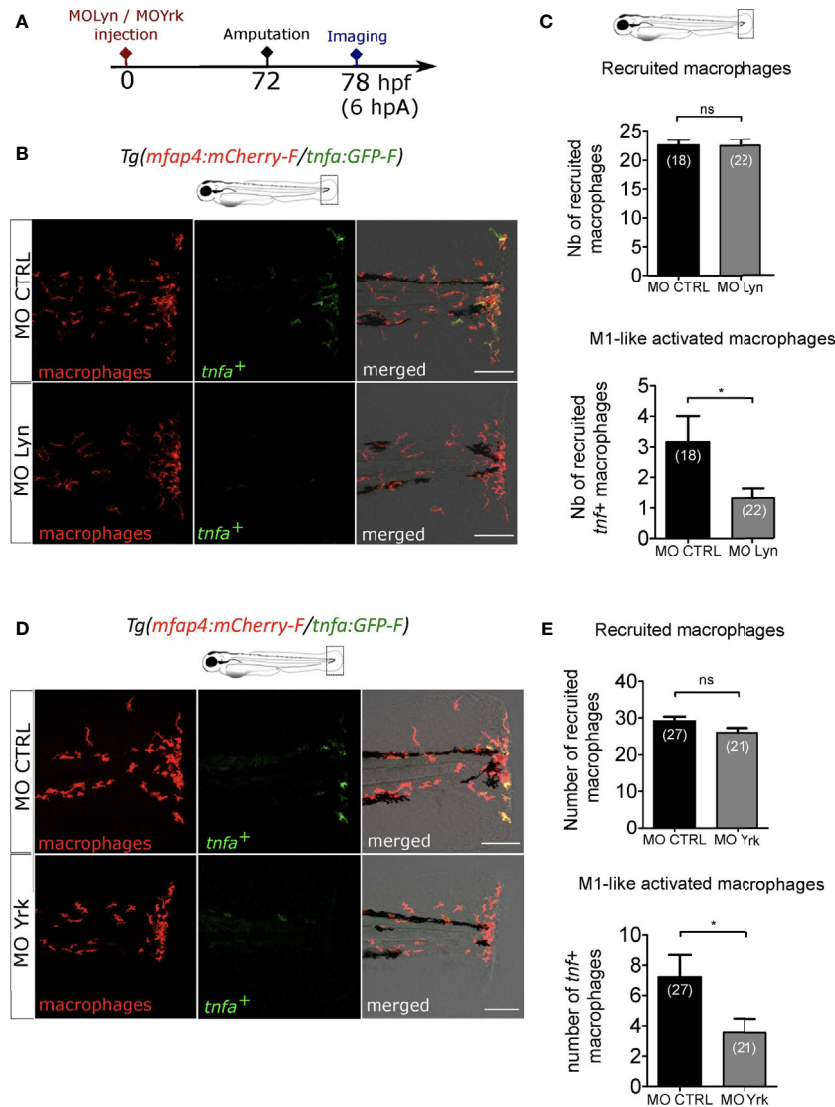 A
MOLyn / MOYrk
injection
Amputation
Imaging
0
72
78 hpf
(6 hpA)
B
Tg(mfap4:mCherry-F/tnfa:GFP-F)
MO CTRL
macrophages
tnfa+
merged
MO Lyn
macrophages
tnfa+
merged
C
Recruited macrophages
Nb of recruited
macrophages
25
20
15
10
5
0
ns
(18)
(22)
MO CTRL
MO Lyn
M1-like activated macrophages
Nb of recruited
tnf+ macrophages
5
4
3
2
1
0
*
(18)
(22)
MO CTRL
MO Lyn
D
Tg(mfap4:mCherry-F/tnfa:GFP-F)
MO CTRL
macrophages
tnfa+
merged
MO Yrk
macrophages
tnfa+
merged
E
Recruited macrophages
Number of recruited
macrophages
40
30
20
10
0
ns
(27)
(21)
MO CTRL
MO Yrk
M1-like activated macrophages
number of tnf+
macrophages
10
8
6
4
2
0
*
(27)
(21)
MO CTRL
MO Yrk